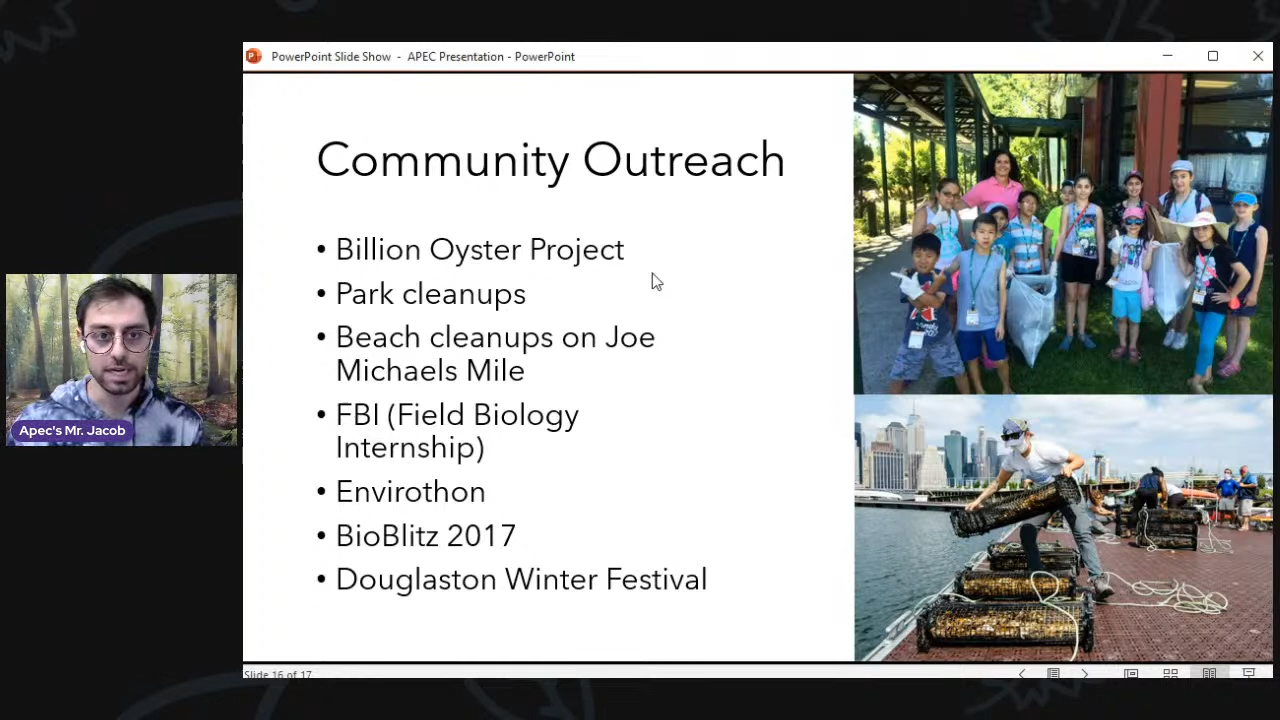 PowerPoint Slide Show - APEC Presentation - PowerPoint
Community Outreach
• Billion Oyster Project
• Park cleanups
• Beach cleanups on Joe
Michaels Mile
• FBI (Field Biology
Internship)
• Envirothon
• BioBlitz 2017
• Douglaston Winter Festival
Apec's Mr. Jacob
Slide 16 of 17